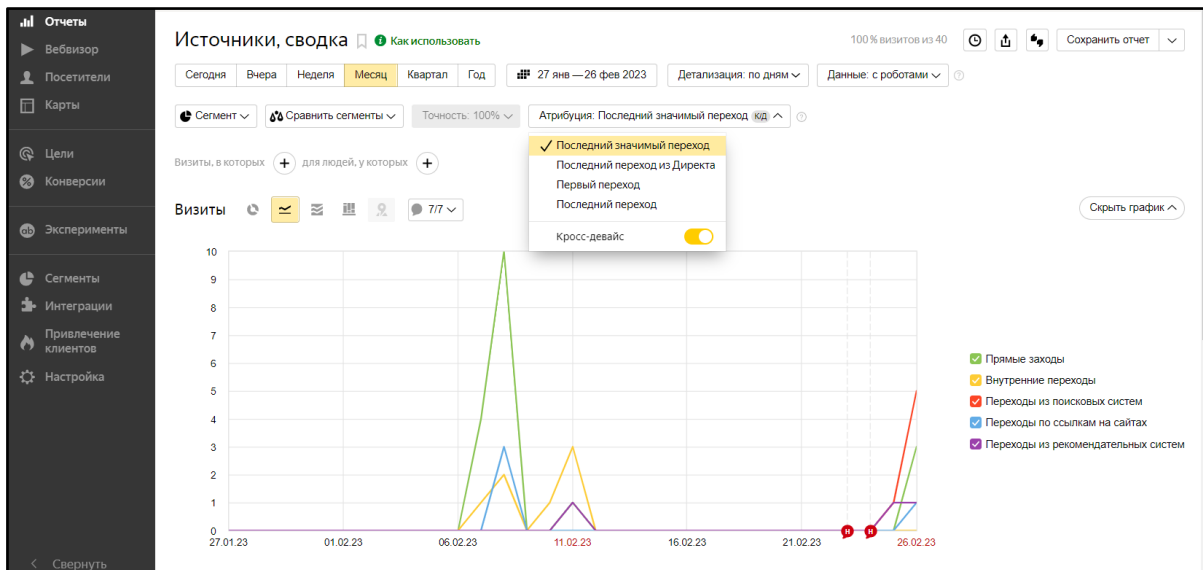 Отчеты
Вебвизор
Посетители
Карты
Цели
Конверсии
Эксперименты
Сегменты
Интеграции
Привлечение
клиентов
Настройка
Свернуть
Источники, сводка Как использовать 100 % визитов из 40 Сохранить отчет
Сегодня Вчера Неделя Месяц Квартал Год 27 янв — 26 фев 2023 Детализация: по дням Данные: с роботами ?
Сегмент Сравнить сегменты Точность: 100% Атрибуция: Последний значимый переход К/Д ?
Последний значимый переход
Последний переход из Директа
Первый переход
Последний переход
Кросс-девайс
Визиты, в которых + для людей, у которых +
Визиты 7/7 Скрыть график
10
9
8
7
6
5
4
3
2
1
0
27.01.23 01.02.23 06.02.23 11.02.23 16.02.23 21.02.23 26.02.23
Н Н
Прямые заходы
Внутренние переходы
Переходы из поисковых систем
Переходы по ссылкам на сайтах
Переходы из рекомендательных систем